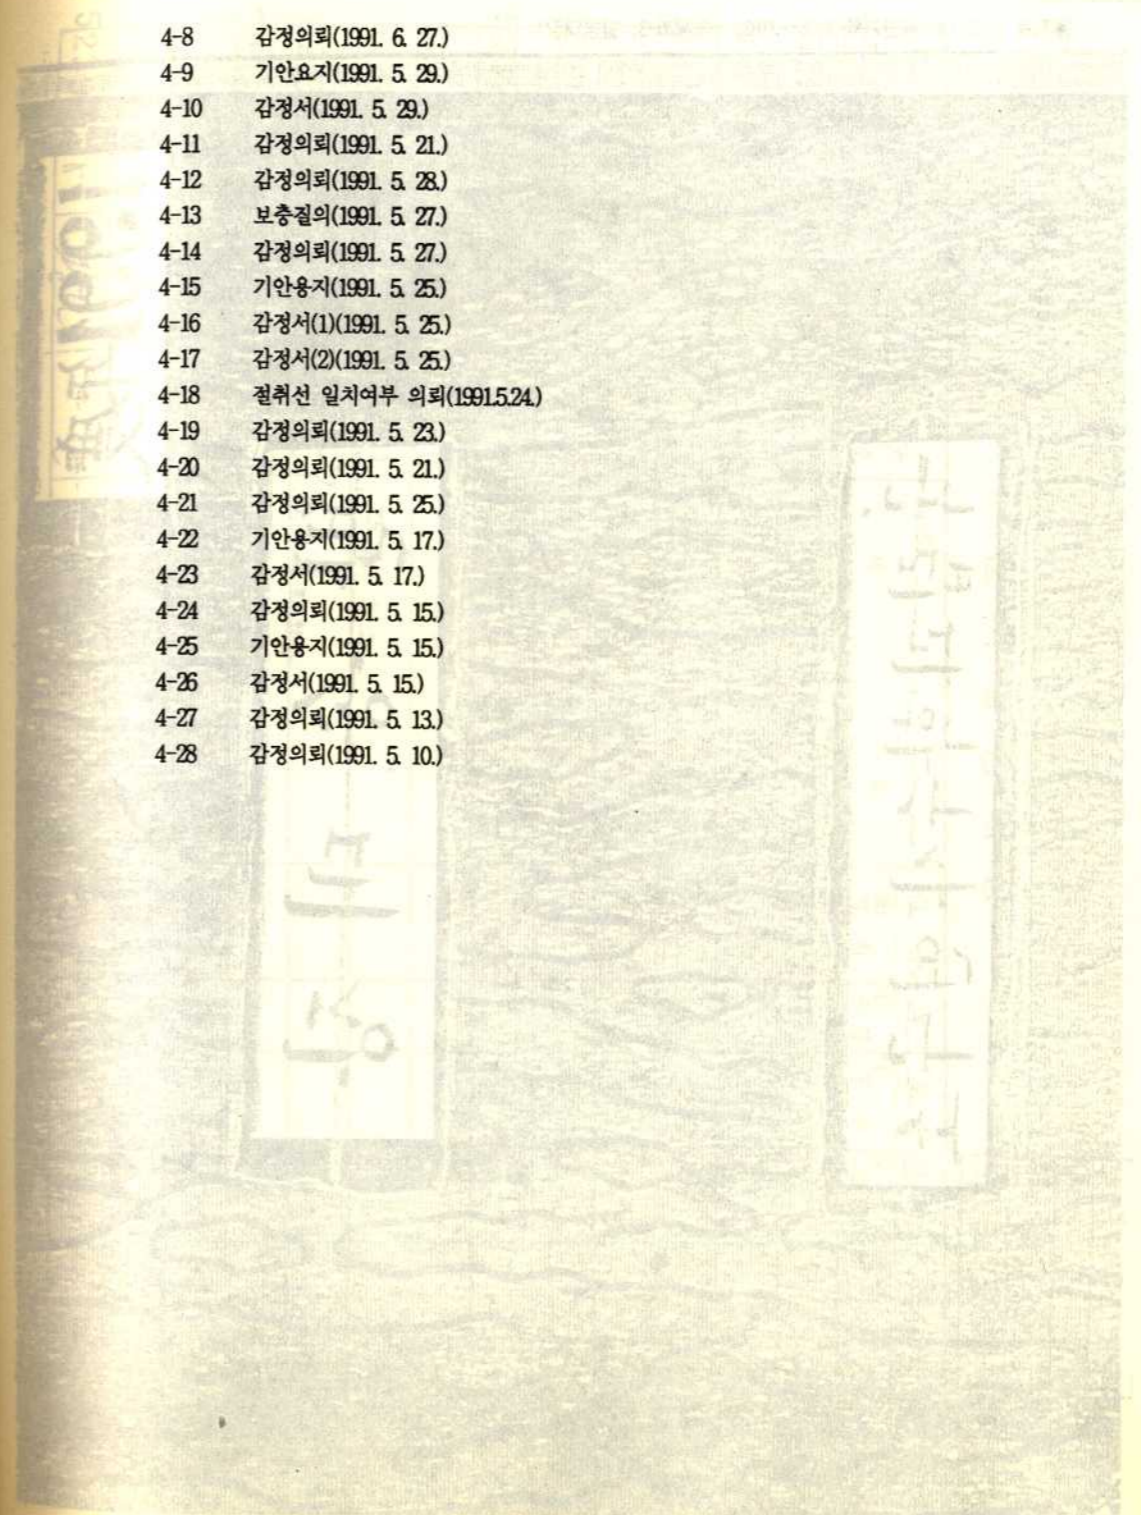 4-8 감정의뢰(1991. 6. 27.)
4-9 기안요지(1991. 5. 29.)
4-10 감정서(1991. 5. 29.)
4-11 감정의뢰(1991. 5. 21.)
4-12 감정의뢰(1991. 5. 28.)
4-13 보충질의(1991. 5. 27.)
4-14 감정의뢰(1991. 5. 27.)
4-15 기안용지(1991. 5. 25.)
4-16 감정서(1)(1991. 5. 25.)
4-17 감정서(2)(1991. 5. 25.)
4-18 절취선 일치여부 의뢰(1991.5.24.)
4-19 감정의뢰(1991. 5. 23.)
4-20 감정의뢰(1991. 5. 21.)
4-21 감정의뢰(1991. 5. 25.)
4-22 기안용지(1991. 5. 17.)
4-23 감정서(1991. 5. 17.)
4-24 감정의뢰(1991. 5. 15.)
4-25 기안용지(1991. 5. 15.)
4-26 감정서(1991. 5. 15.)
4-27 감정의뢰(1991. 5. 13.)
4-28 감정의뢰(1991. 5. 10.)